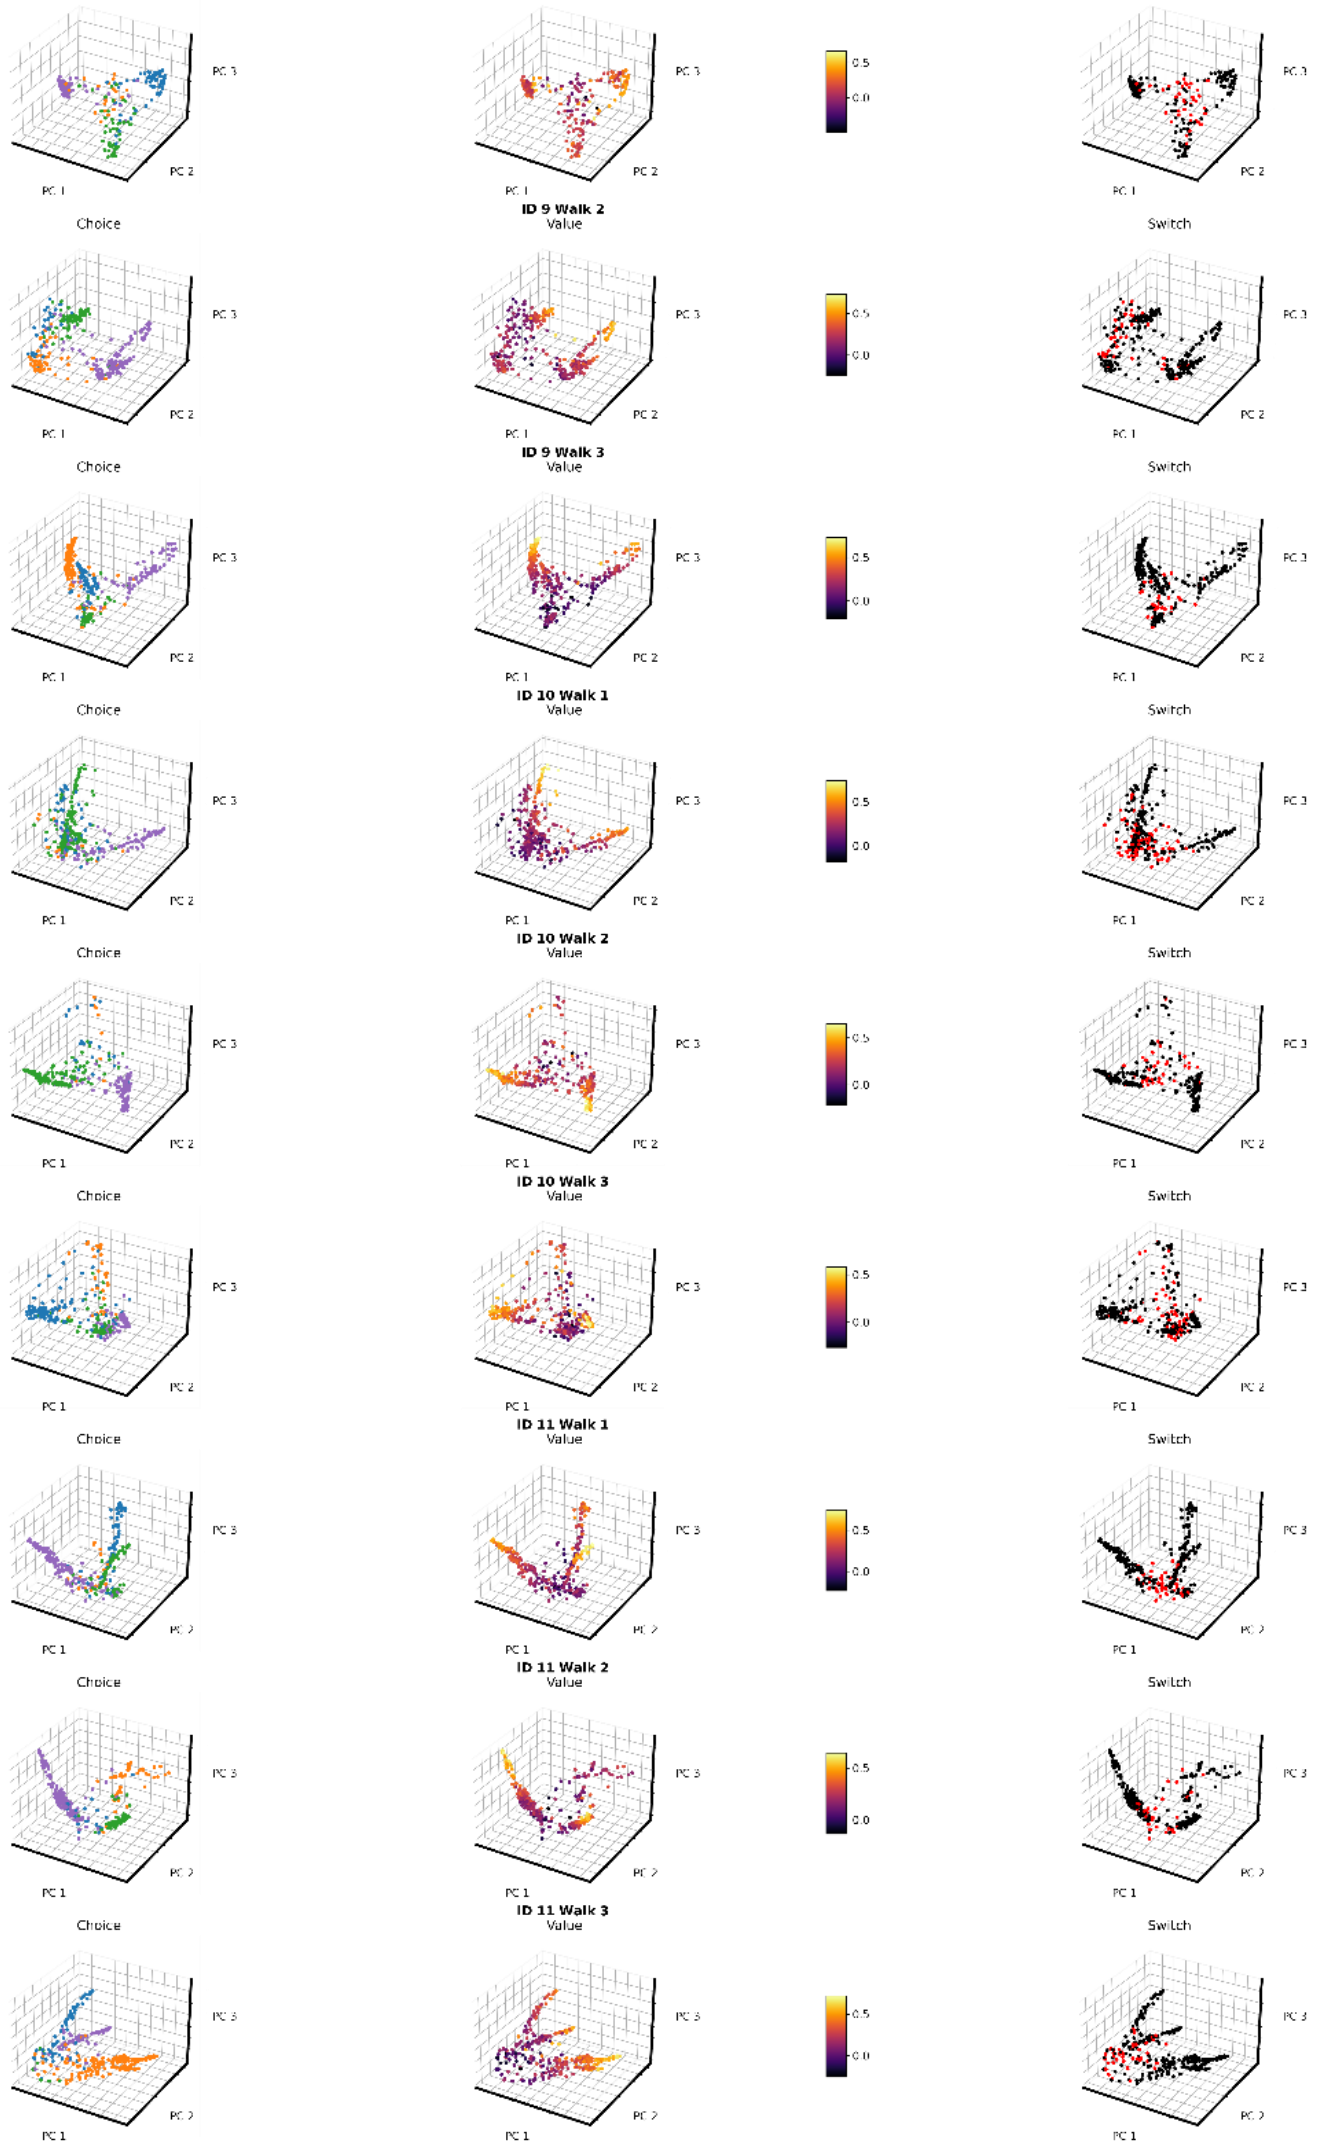 PC 3
PC 2
PC 1
PC 3
PC 2
PC 1
0.5
0.0
PC 3
PC 2
PC 1
ID 9 Walk 2
Choice
Value
Switch
PC 3
PC 2
PC 1
PC 3
PC 2
PC 1
0.5
0.0
PC 3
PC 2
PC 1
ID 9 Walk 3
Choice
Value
Switch
PC 3
PC 2
PC 1
PC 3
PC 2
PC 1
0.5
0.0
PC 3
PC 2
PC 1
ID 10 Walk 1
Choice
Value
Switch
PC 3
PC 2
PC 1
PC 3
PC 2
PC 1
0.5
0.0
PC 3
PC 2
PC 1
ID 10 Walk 2
Choice
Value
Switch
PC 3
PC 2
PC 1
PC 3
PC 2
PC 1
0.5
0.0
PC 3
PC 2
PC 1
ID 10 Walk 3
Choice
Value
Switch
PC 3
PC 2
PC 1
PC 3
PC 2
PC 1
0.5
0.0
PC 3
PC 2
PC 1
ID 11 Walk 1
Choice
Value
Switch
PC 3
PC 2
PC 1
PC 3
PC 2
PC 1
0.5
0.0
PC 3
PC 2
PC 1
ID 11 Walk 2
Choice
Value
Switch
PC 3
PC 2
PC 1
PC 3
PC 2
PC 1
0.5
0.0
PC 3
PC 2
PC 1
ID 11 Walk 3
Choice
Value
Switch
PC 3
PC 2
PC 1
PC 3
PC 2
PC 1
0.5
0.0
PC 3
PC 2
PC 1